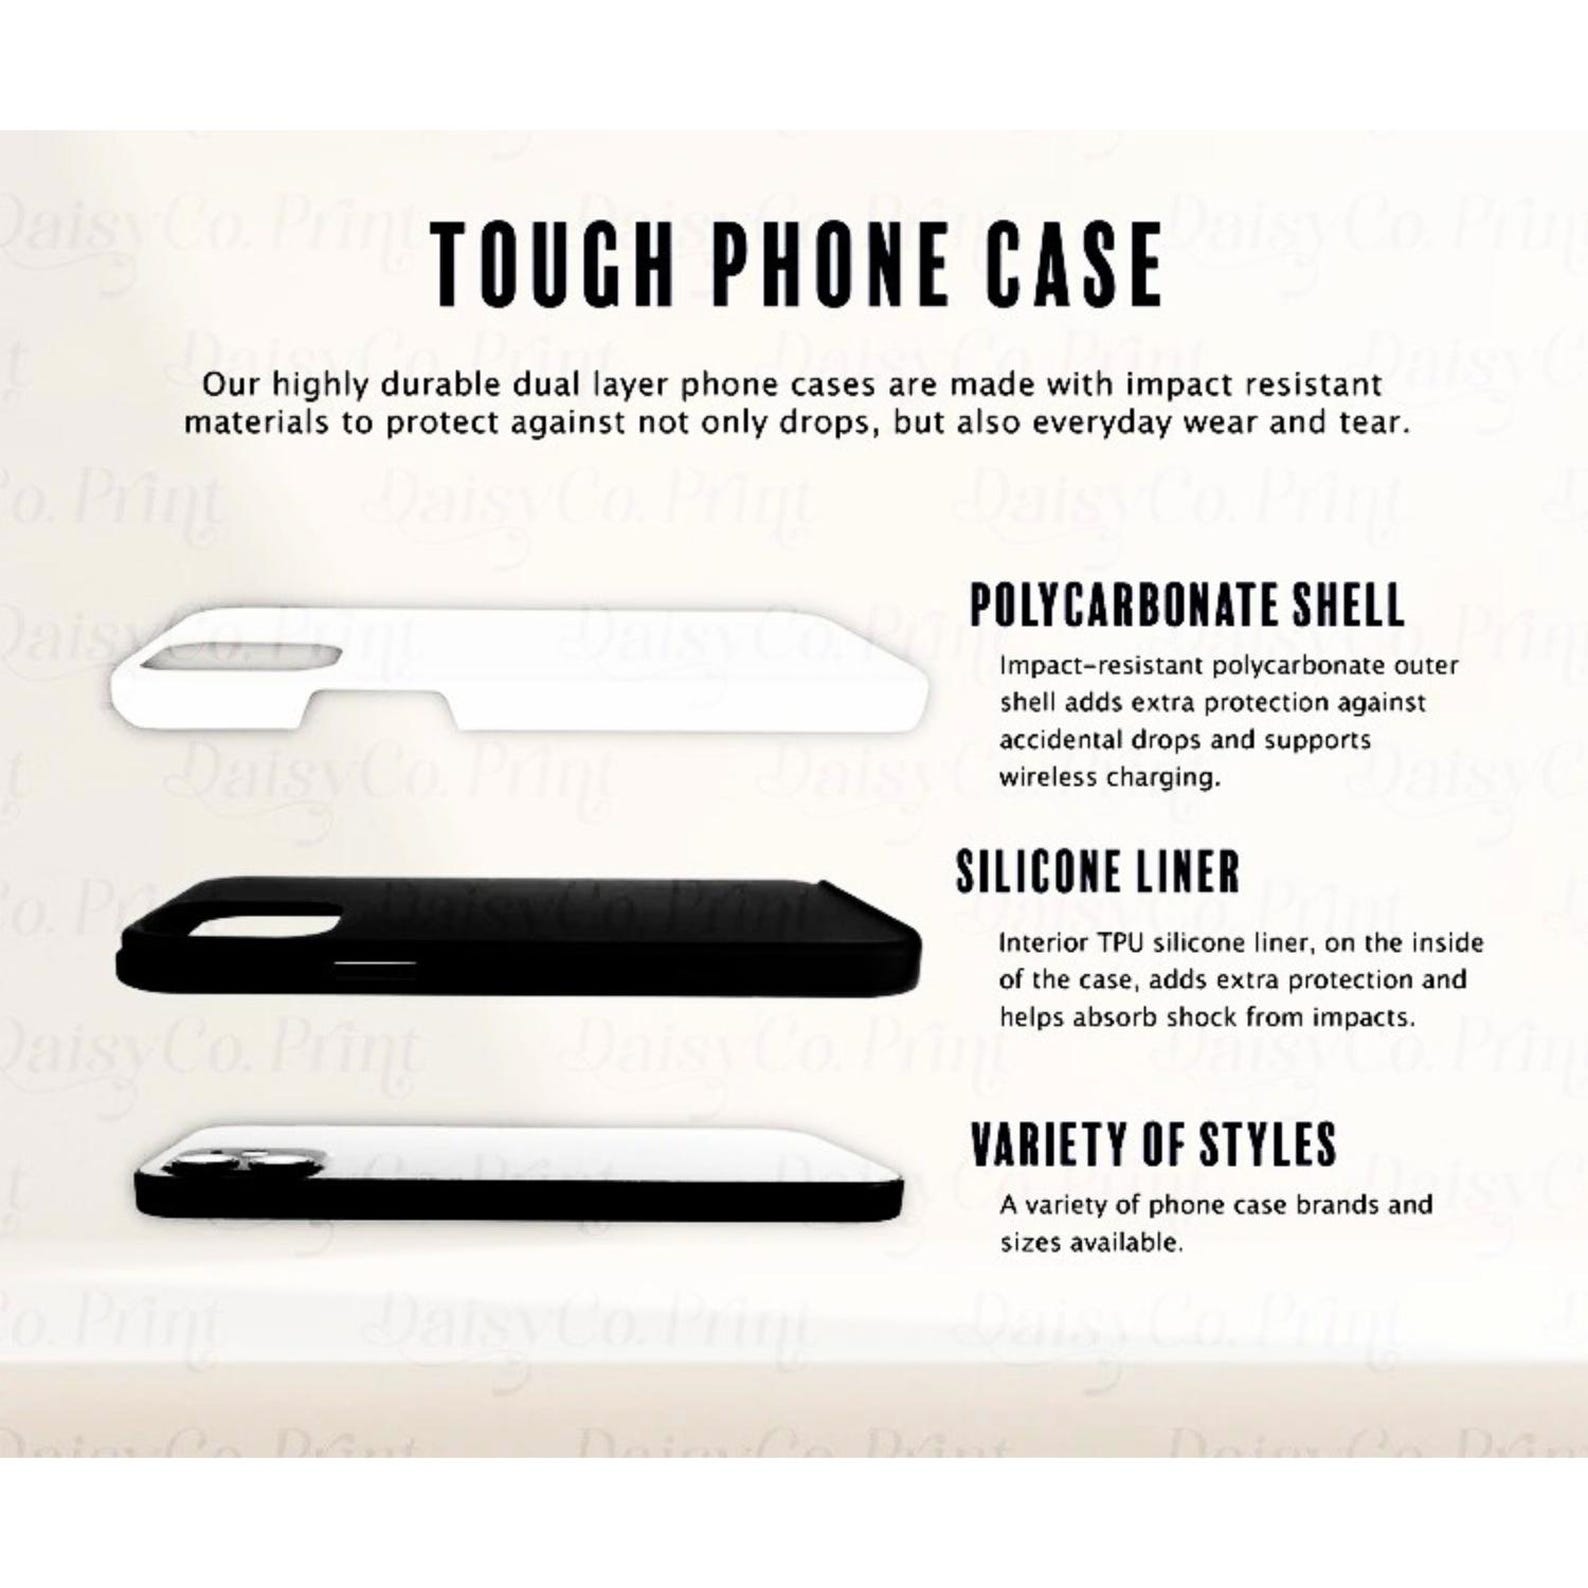 TOUGH PHONE CASE
Our highly durable dual layer phone cases are made with impact resistant
materials to protect against not only drops, but also everyday wear and tear.
POLYCARBONATE SHELL
Impact-resistant polycarbonate outer
shell adds extra protection against
accidental drops and supports
wireless charging.
SILICONE LINER
Interior TPU silicone liner, on the inside
of the case, adds extra protection and
helps absorb shock from impacts.
VARIETY OF STYLES
A variety of phone case brands and
sizes available.
DaisyCo. Print